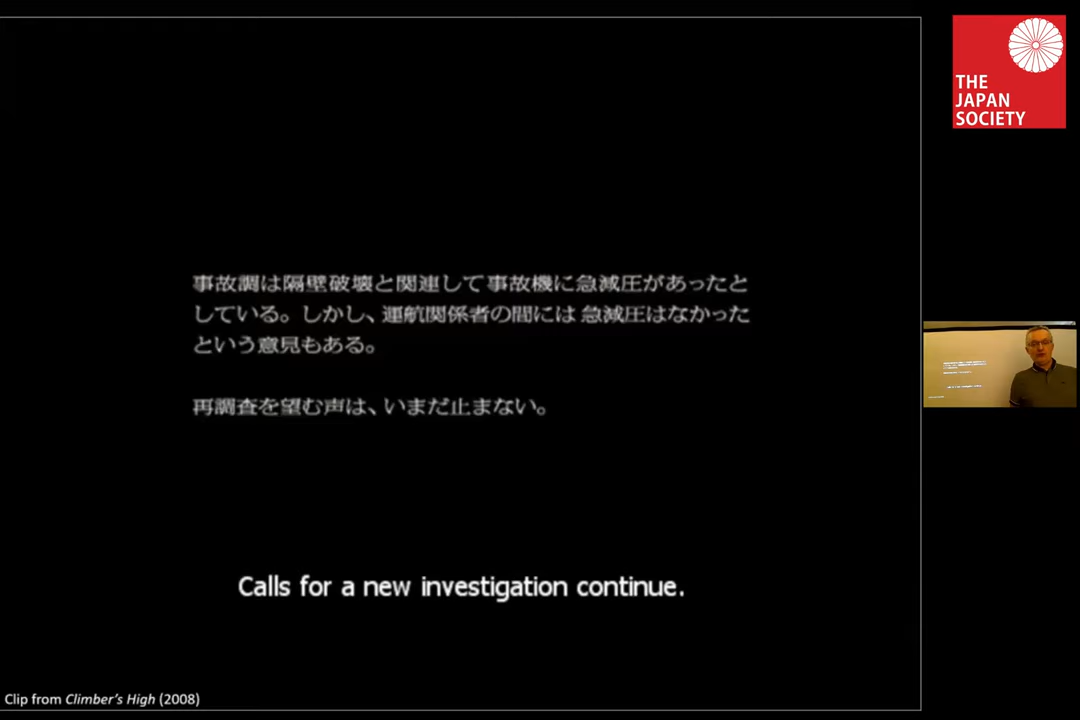 THE
JAPAN
SOCIETY
事故調は隔壁破壊と関連して事故機に急減圧があったと
している。しかし、運航関係者の間には急減圧はなかった
という意見もある。
再調査を望む声は、いまだ止まない。
Calls for a new investigation continue.
Clip from Climber's High (2008)